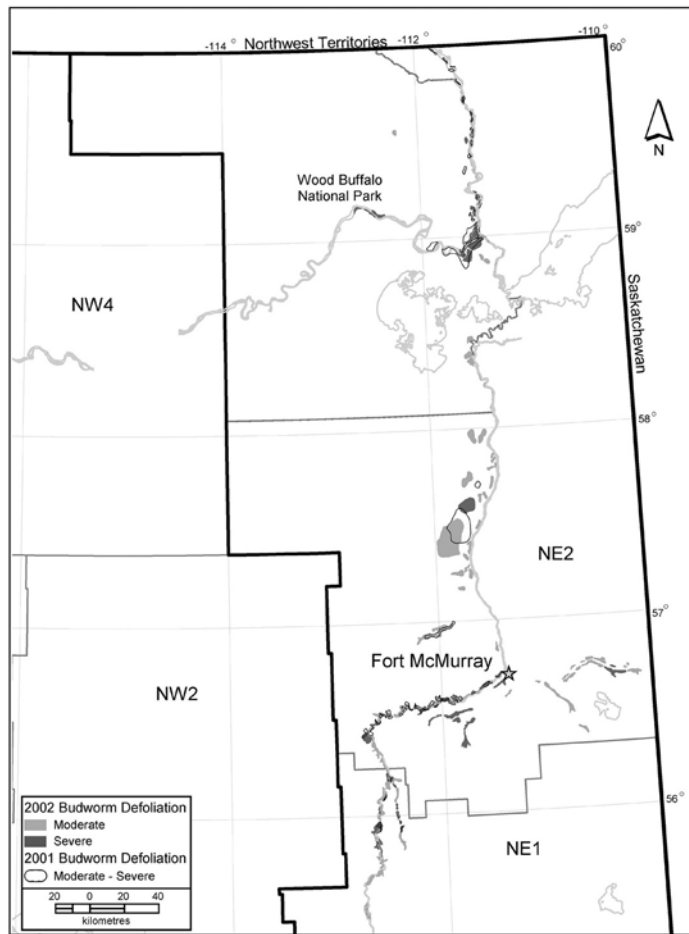 -114
Northwest Territories
-112
-110
60°
N
Wood Buffalo
National Park
59°
NW4
Saskatchewan
58°
NE2
57°
Fort McMurray
NW2
56°
NE1
2002 Budworm Defoliation
Moderate
Severe
2001 Budworm Defoliation
Moderate - Severe
20 0 20 40
kilometres